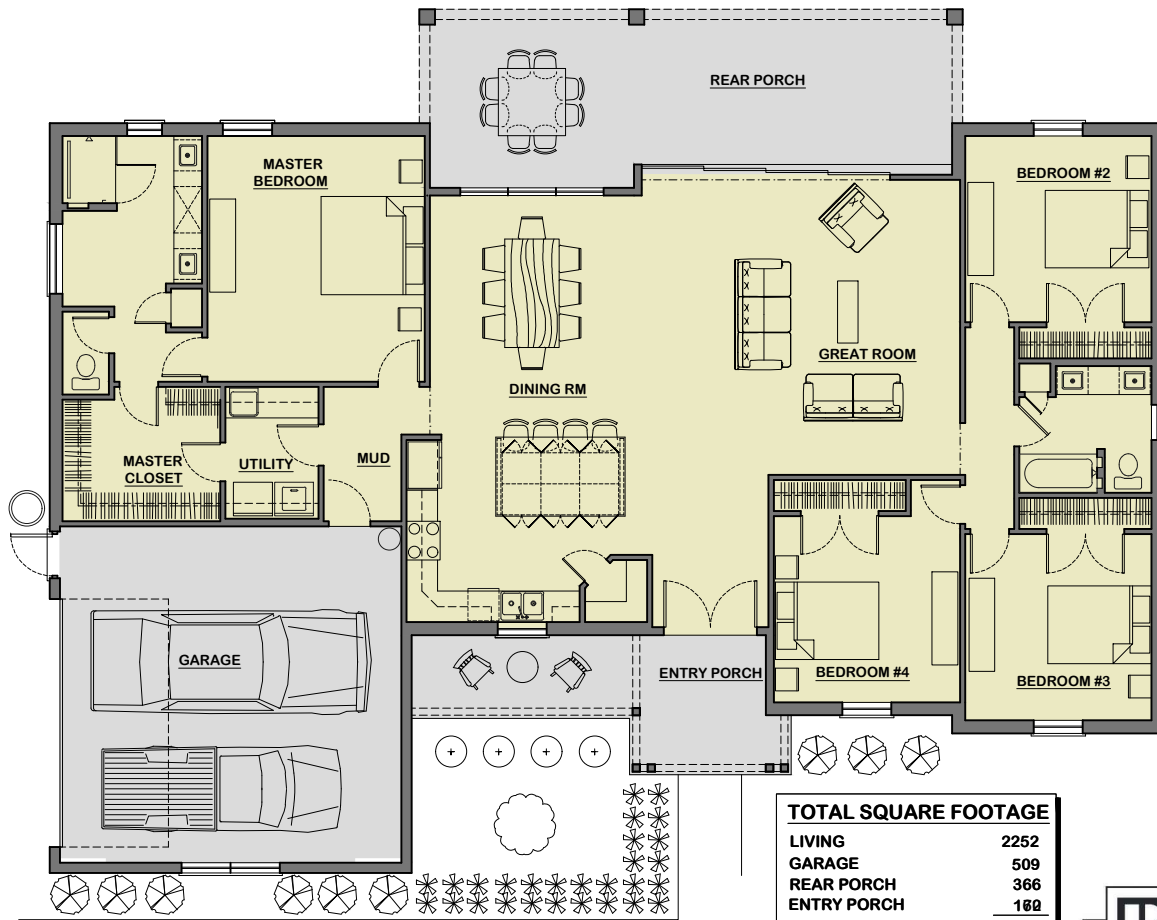 REAR PORCH
MASTER
BEDROOM
BEDROOM #2
GREAT ROOM
DINING RM
MASTER
CLOSET
UTILITY
MUD
GARAGE
ENTRY PORCH
BEDROOM #4
BEDROOM #3
TOTAL SQUARE FOOTAGE
LIVING 2252
GARAGE 509
REAR PORCH 366
ENTRY PORCH